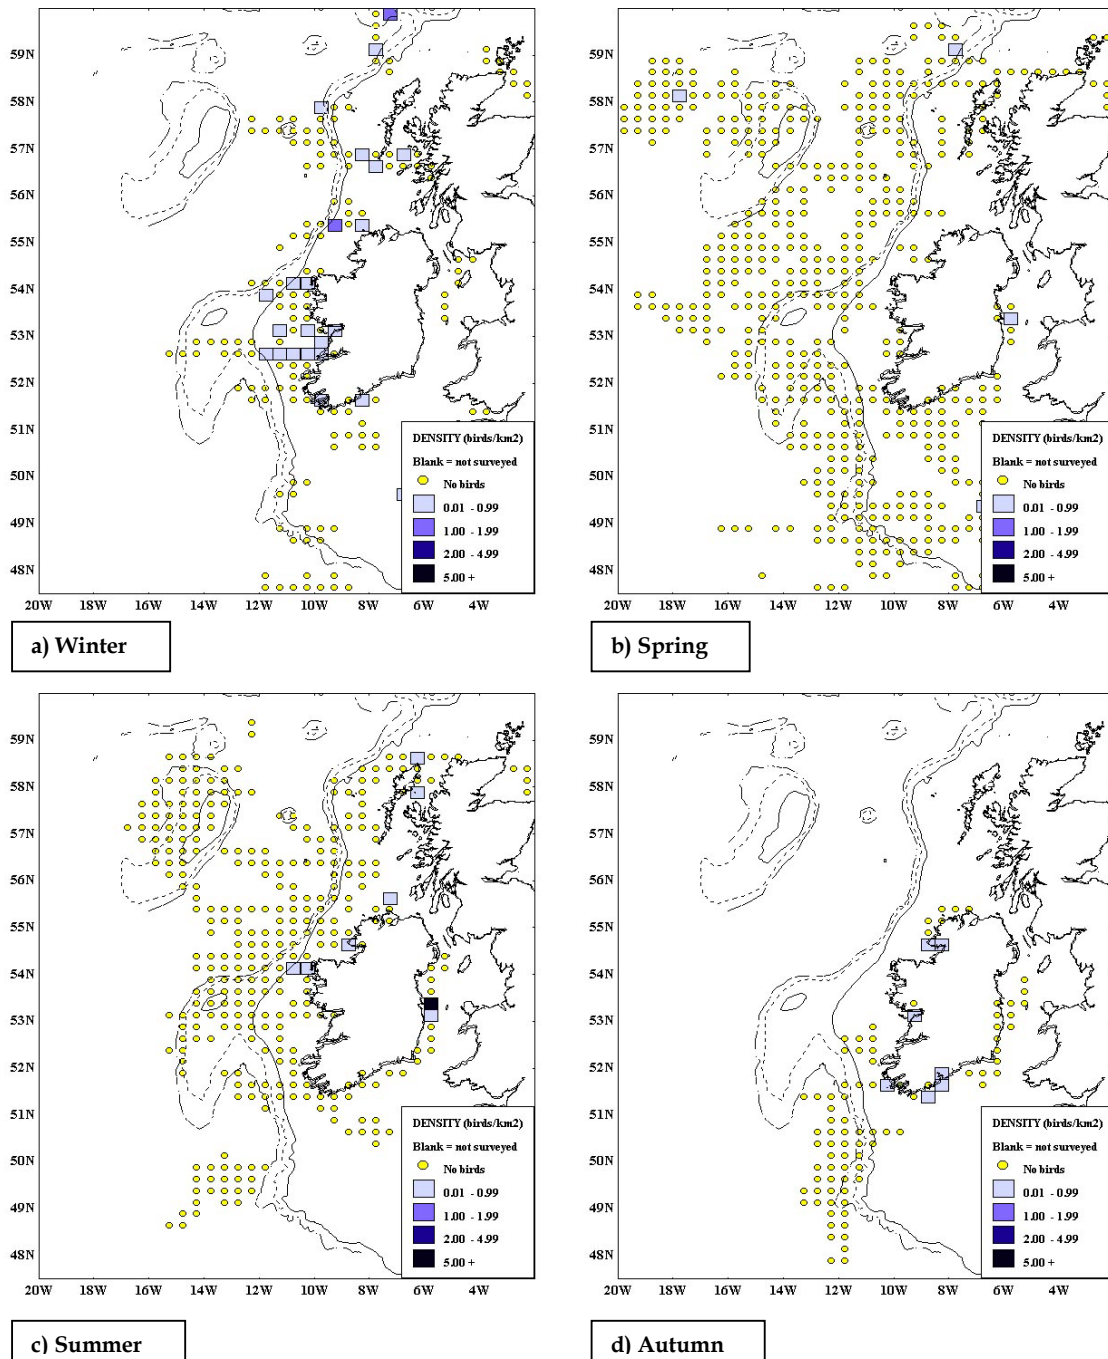 59N
58N
57N
56N
55N
54N
53N
52N
51N
50N
49N
48N
20W 18W 16W 14W 12W 10W 8W 6W 4W
DENSITY (birds/km2)
Blank = not surveyed
No birds
0.01 - 0.99
1.00 - 1.99
2.00 - 4.99
5.00 +
a) Winter
59N
58N
57N
56N
55N
54N
53N
52N
51N
50N
49N
48N
20W 18W 16W 14W 12W 10W 8W 6W 4W
DENSITY (birds/km2)
Blank = not surveyed
No birds
0.01 - 0.99
1.00 - 1.99
2.00 - 4.99
5.00 +
b) Spring
59N
58N
57N
56N
55N
54N
53N
52N
51N
50N
49N
48N
20W 18W 16W 14W 12W 10W 8W 6W 4W
DENSITY (birds/km2)
Blank = not surveyed
No birds
0.01 - 0.99
1.00 - 1.99
2.00 - 4.99
5.00 +
c) Summer
59N
58N
57N
56N
55N
54N
53N
52N
51N
50N
49N
48N
20W 18W 16W 14W 12W 10W 8W 6W 4W
DENSITY (birds/km2)
Blank = not surveyed
No birds
0.01 - 0.99
1.00 - 1.99
2.00 - 4.99
5.00 +
d) Autumn